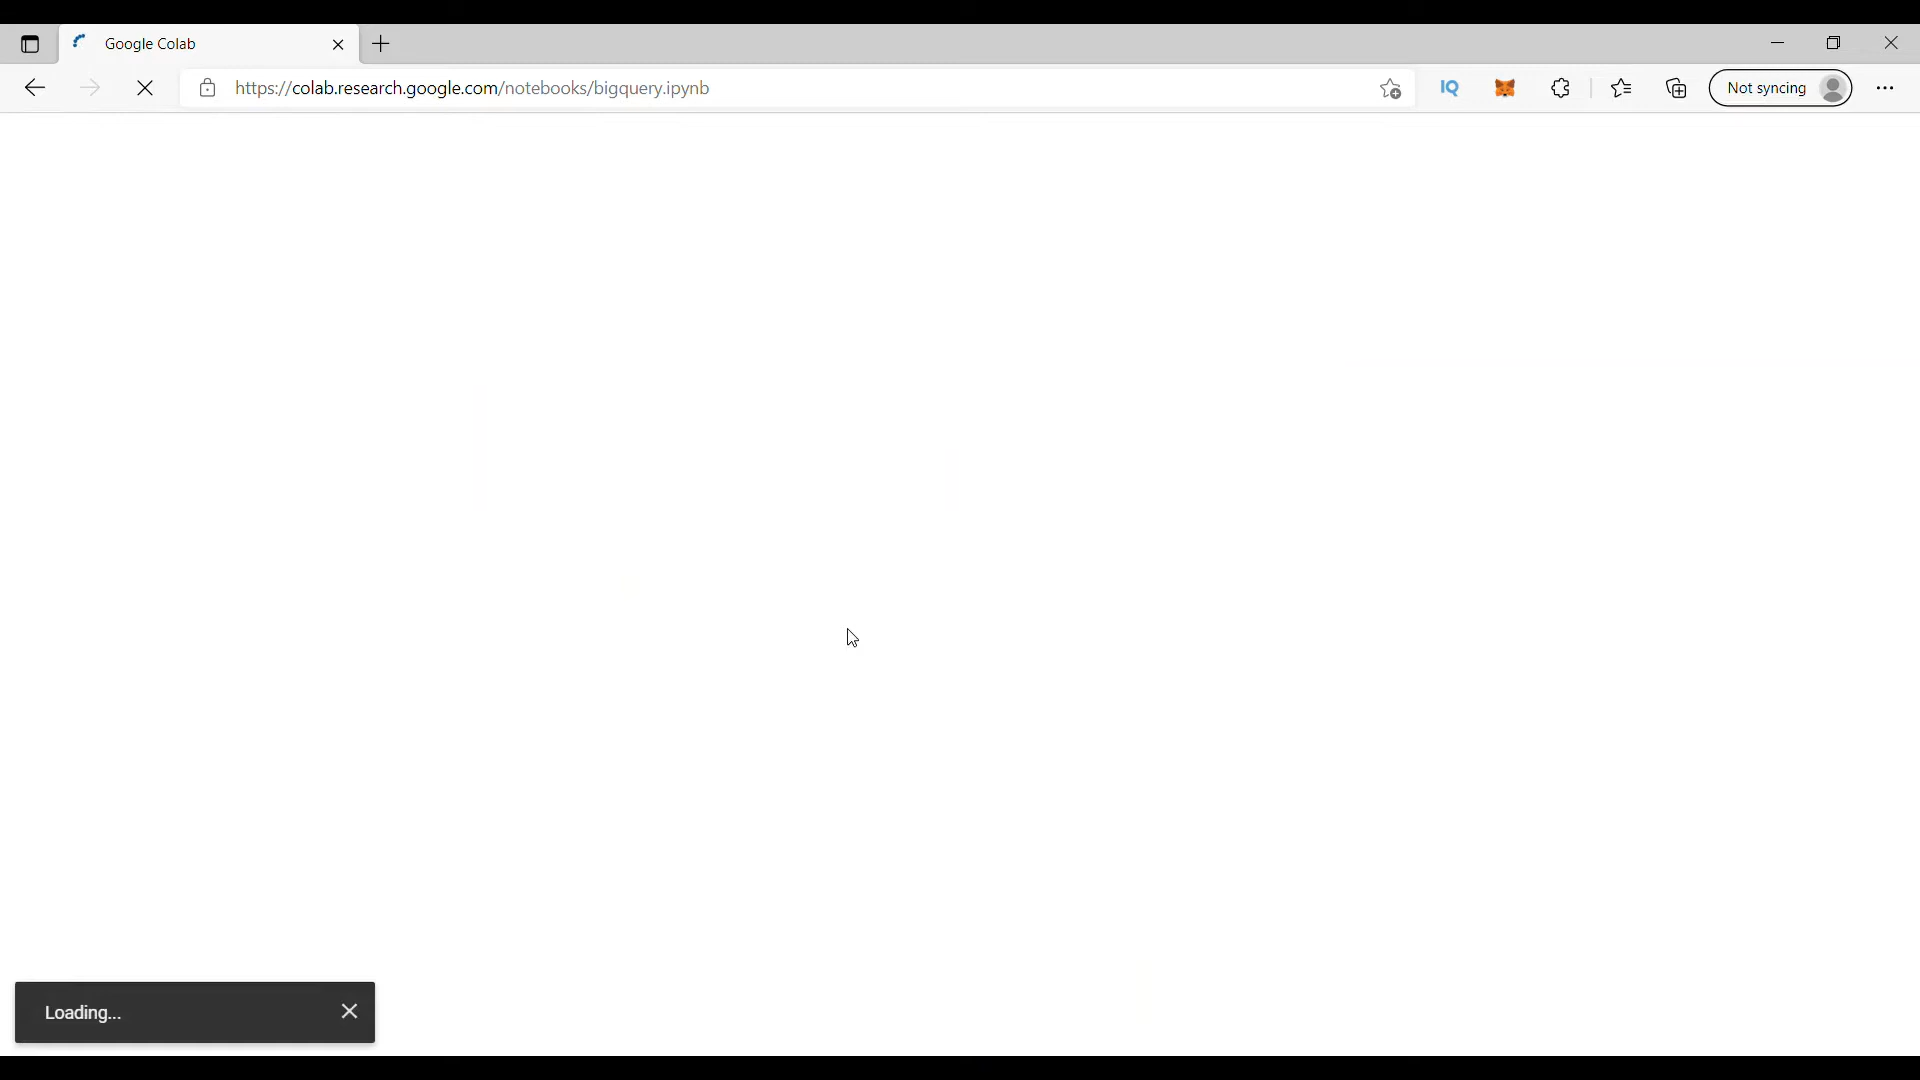 Google Colab
https://colab.research.google.com/notebooks/bigquery.ipynb
IQ
Not syncing
Loading...